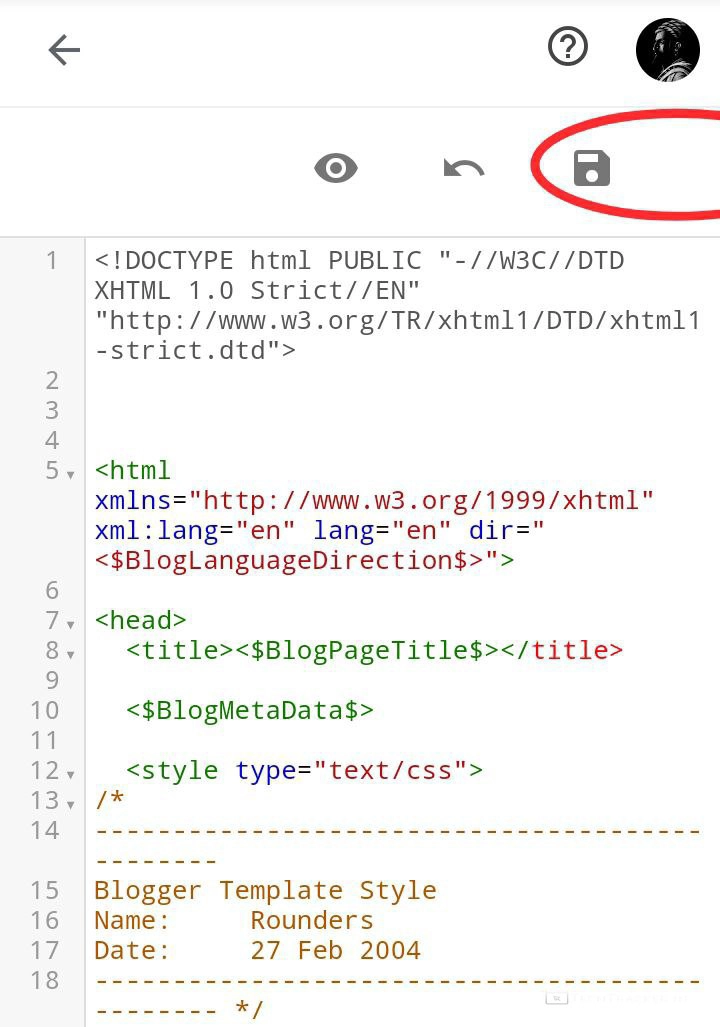 1 <!DOCTYPE html PUBLIC "-//W3C//DTD
XHTML 1.0 Strict//EN"
"http://www.w3.org/TR/xhtml1/DTD/xhtml1
-strict.dtd">
2
3
4
5 <html
xmlns="http://www.w3.org/1999/xhtml"
xml:lang="en" lang="en" dir="
<$BlogLanguageDirection$>">
6
7 <head>
8 <title><$BlogPageTitle$></title>
9
10 <$BlogMetaData$>
11
12 <style type="text/css">
13 /*
14 ---------------------------------------
--------
15 Blogger Template Style
16 Name:     Rounders
17 Date:     27 Feb 2004
18 ---------------------------------------
-------- */